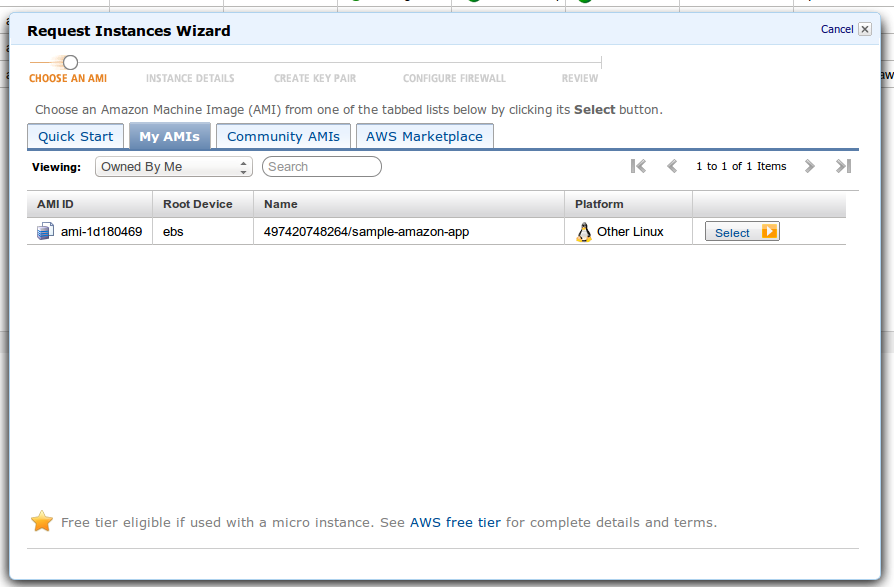 Request Instances Wizard
Cancel
CHOOSE AN AMI INSTANCE DETAILS CREATE KEY PAIR CONFIGURE FIREWALL REVIEW
Choose an Amazon Machine Image (AMI) from one of the tabbed lists below by clicking its Select button.
Quick Start My AMIs Community AMIs AWS Marketplace
Viewing: Owned By Me Search 1 to 1 of 1 Items
AMI ID Root Device Name Platform
ami-1d180469 ebs 497420748264/sample-amazon-app Other Linux Select
Free tier eligible if used with a micro instance. See AWS free tier for complete details and terms.